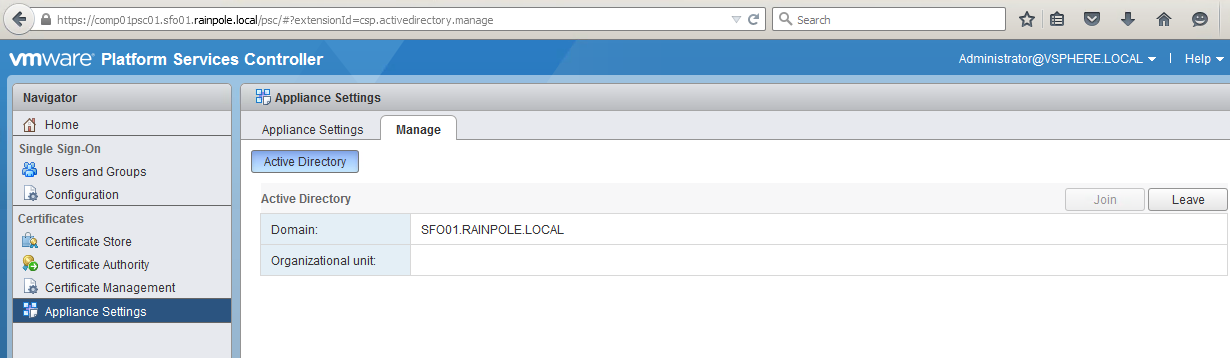 https://comp01psc01.sfo01.rainpole.local/psc/#?extensionId=csp.activedirectory.manage
Search
vmware Platform Services Controller
Administrator@VSPHERE.LOCAL
Help
Navigator
Home
Single Sign-On
Users and Groups
Configuration
Certificates
Certificate Store
Certificate Authority
Certificate Management
Appliance Settings
Appliance Settings
Appliance Settings
Manage
Active Directory
Active Directory
Join
Leave
Domain: SFO01.RAINPOLE.LOCAL
Organizational unit: